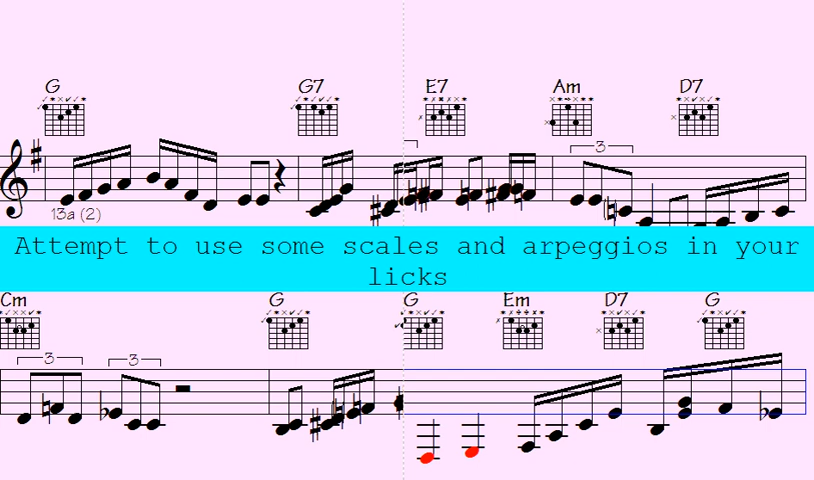 G G7 E7 Am D7
3
13a (2)
Attempt to use some scales and arpeggios in your
licks
Cm G G Em D7 G
3 3